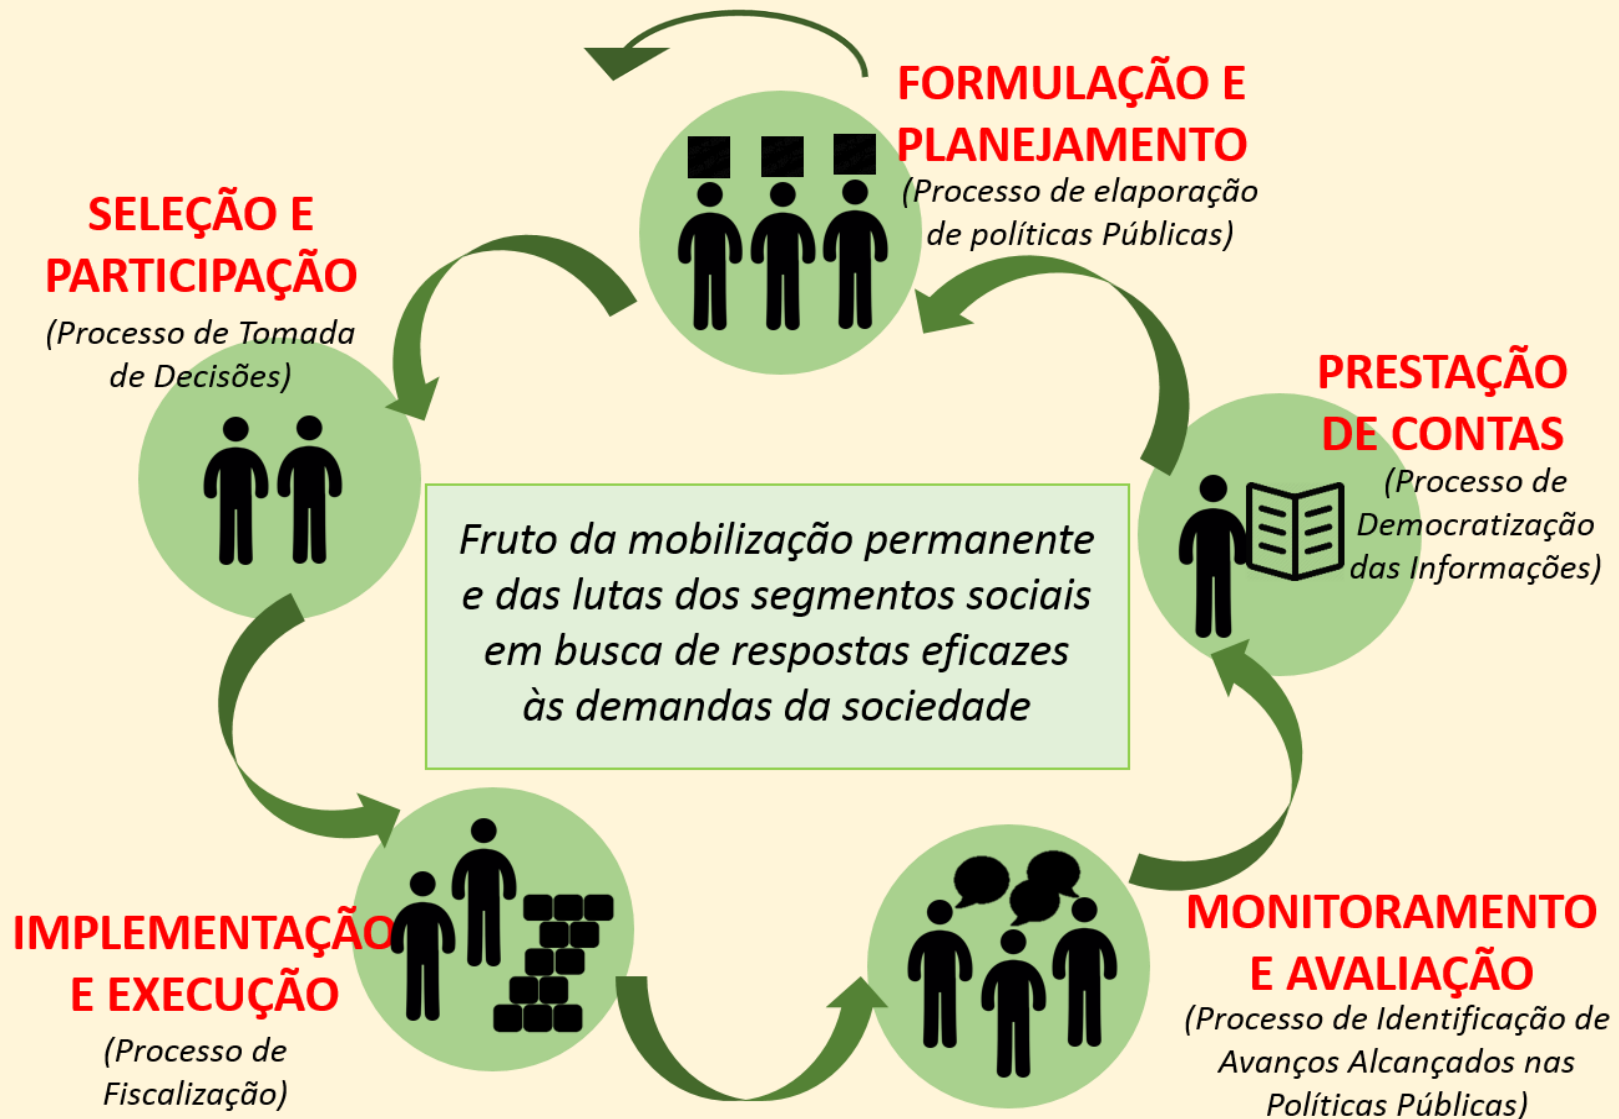 FORMULAÇÃO E
PLANEJAMENTO
(Processo de elaporação
de políticas Públicas)
SELEÇÃO E
PARTICIPAÇÃO
(Processo de Tomada
de Decisões)
PRESTAÇÃO
DE CONTAS
(Processo de
Democratização
das Informações)
Fruto da mobilização permanente
e das lutas dos segmentos sociais
em busca de respostas eficazes
às demandas da sociedade
IMPLEMENTAÇÃO
E EXECUÇÃO
(Processo de
Fiscalização)
MONITORAMENTO
E AVALIAÇÃO
(Processo de Identificação de
Avanços Alcançados nas
Políticas Públicas)